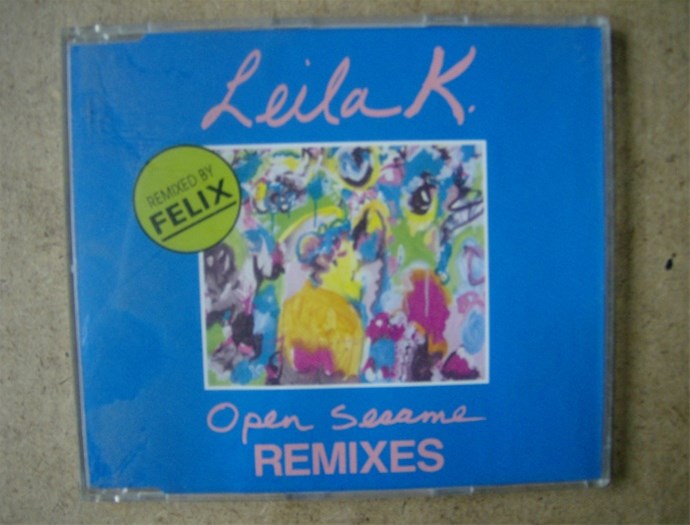 Leila K.
REMIXED BY
FELIX
Open Sesame
REMIXES